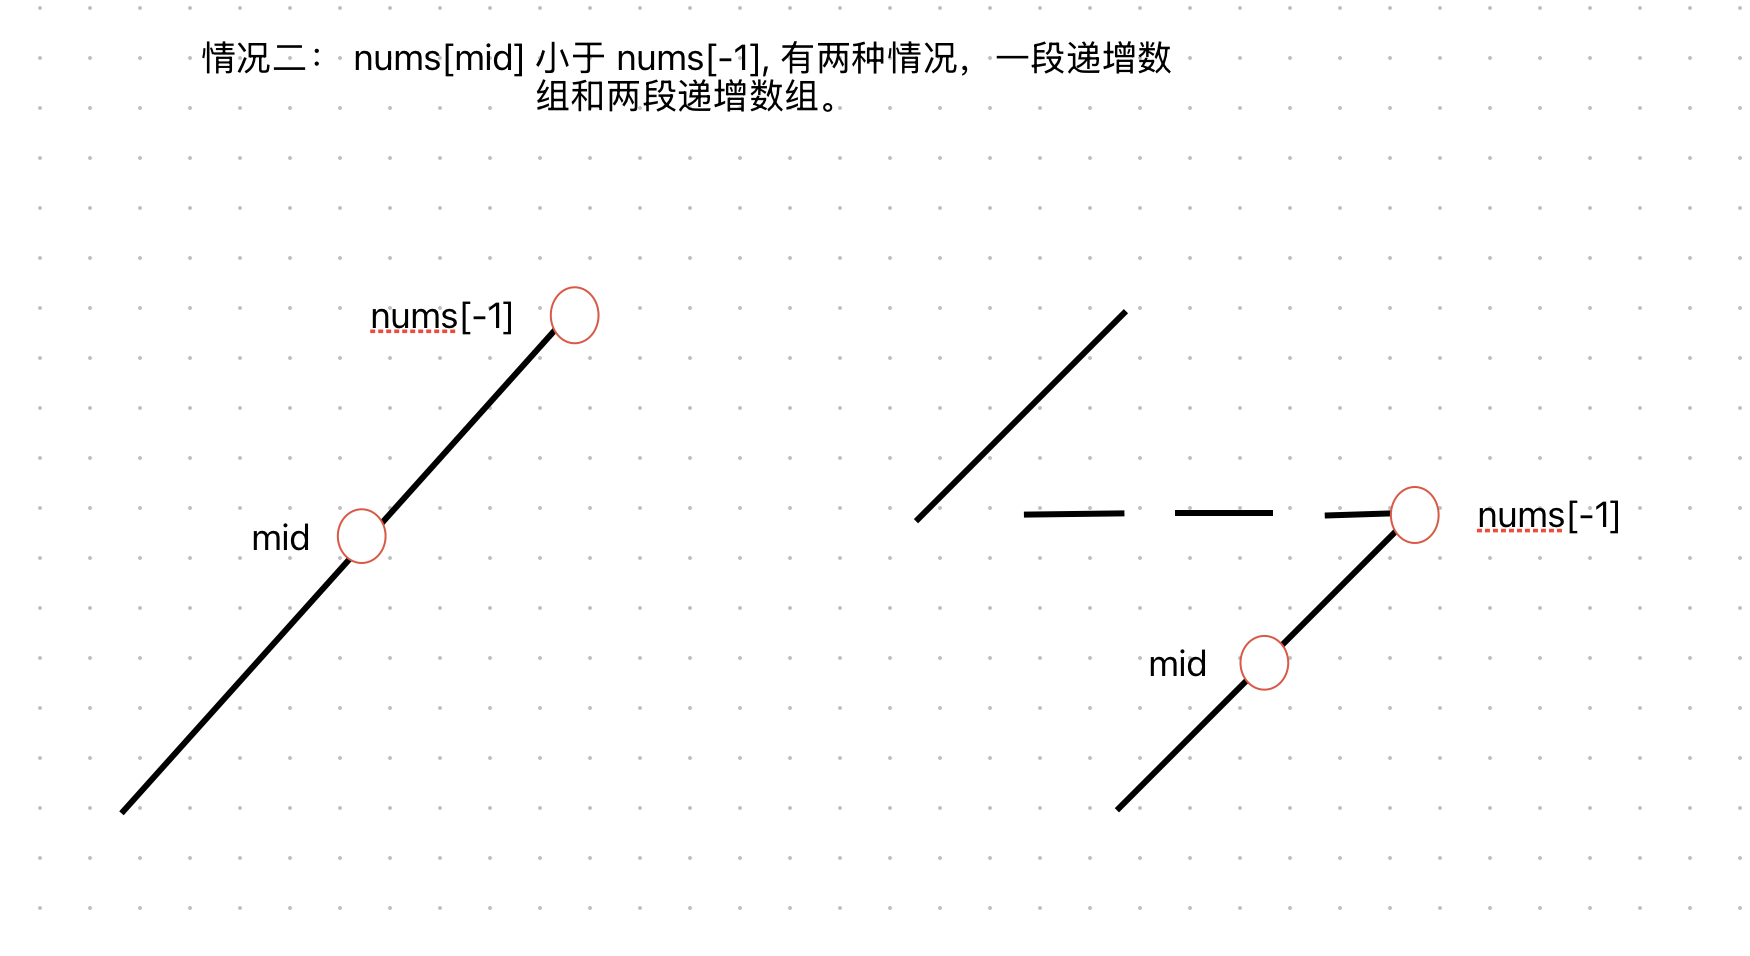 情况二： nums[mid] 小于 nums[-1], 有两种情况，一段递增数
组和两段递增数组。
nums[-1]
mid
nums[-1]
mid